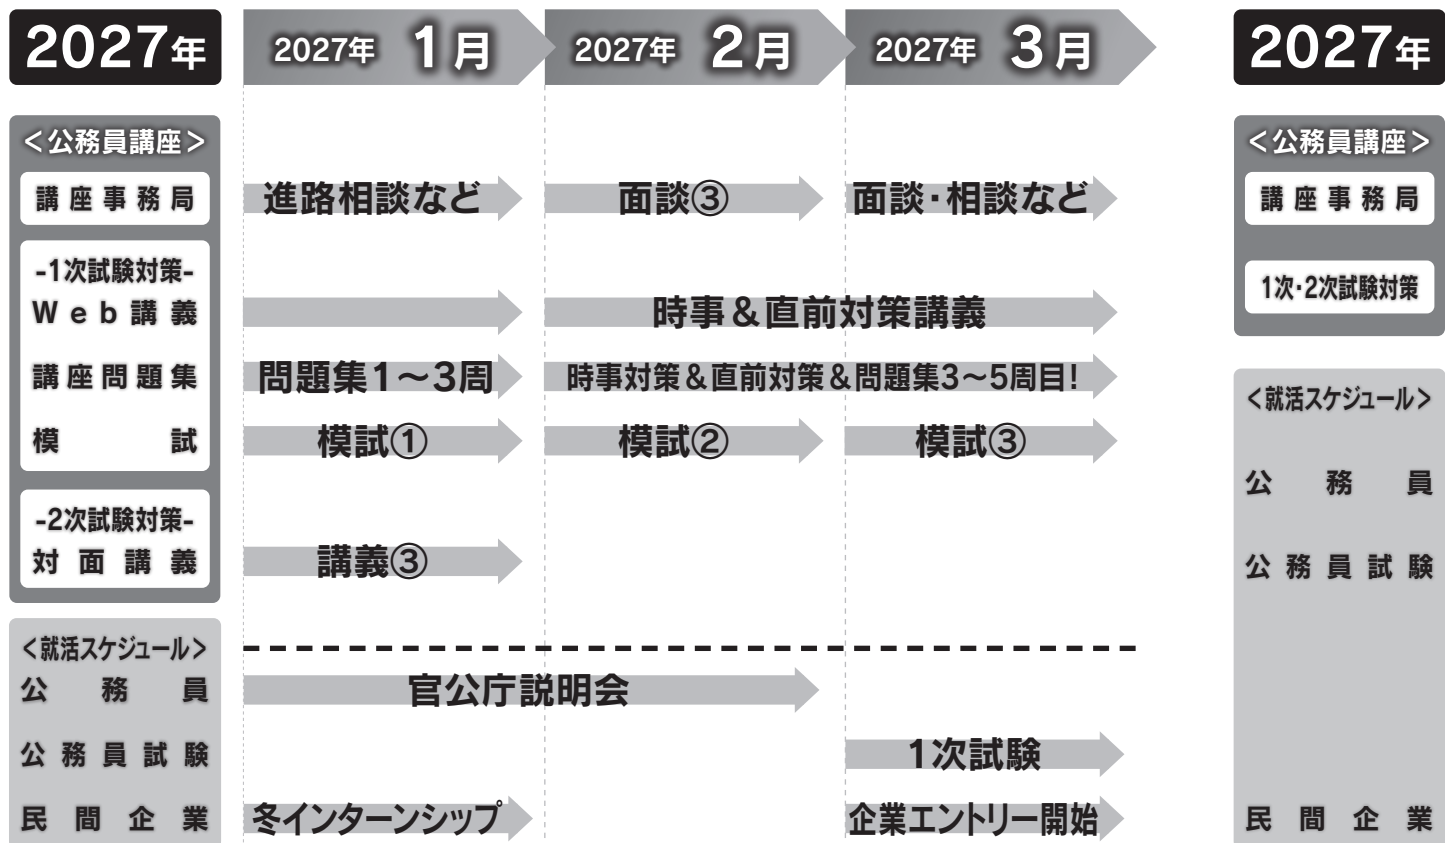 2027年
2027年 1月
2027年 2月
2027年 3月
<公務員講座>
講座事務局
進路相談など
面談③
面談・相談など
-1次試験対策-
Web講義
時事&直前対策講義
講座問題集
問題集1～3周
時事対策&直前対策&問題集3～5周目!
模試
模試①
模試②
模試③
-2次試験対策-
対面講義
講義③
<就活スケジュール>
公務員
官公庁説明会
公務員試験
1次試験
民間企業
冬インターンシップ
企業エントリー開始
2027年
<公務員講座>
講座事務局
1次・2次試験対策
<就活スケジュール>
公務員
公務員試験
民間企業